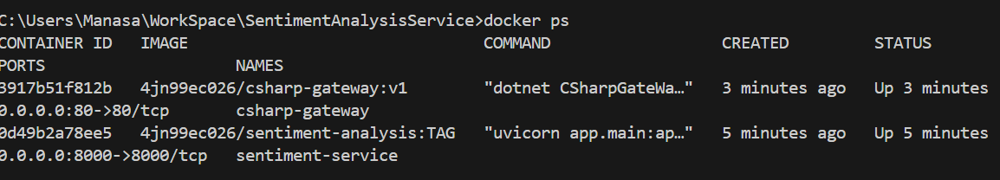 C:\Users\Manasa\WorkSpace\SentimentAnalysisService>docker ps
CONTAINER ID   IMAGE                               COMMAND                  CREATED         STATUS
PORTS                    NAMES
3917b51f812b   4jn99ec026/csharp-gateway:v1        "dotnet CSharpGateWa…"   3 minutes ago   Up 3 minutes
0.0.0.0:80->80/tcp       csharp-gateway
0d49b2a78ee5   4jn99ec026/sentiment-analysis:TAG   "uvicorn app.main:ap…"   5 minutes ago   Up 5 minutes
0.0.0.0:8000->8000/tcp   sentiment-service